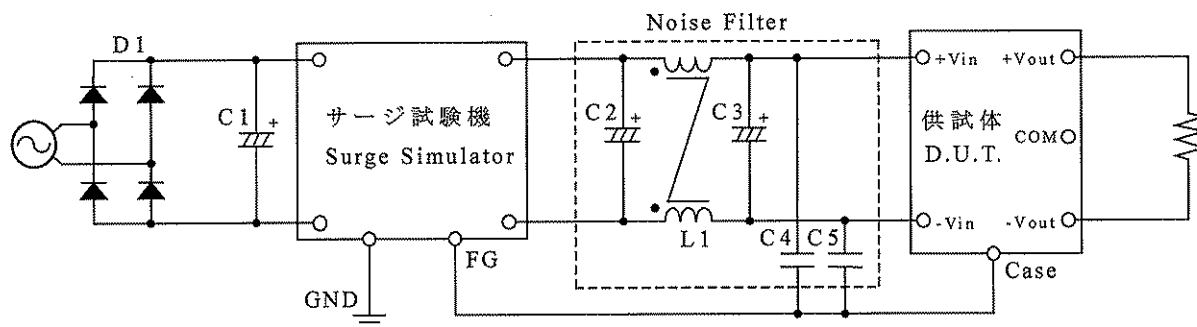 Noise Filter
D1
C1
+
サージ試験機
Surge Simulator
C2
+
C3
+
L1
C4
C5
+Vin
+Vout
供試体
D.U.T.
COM
-Vin
-Vout
Case
FG
GND